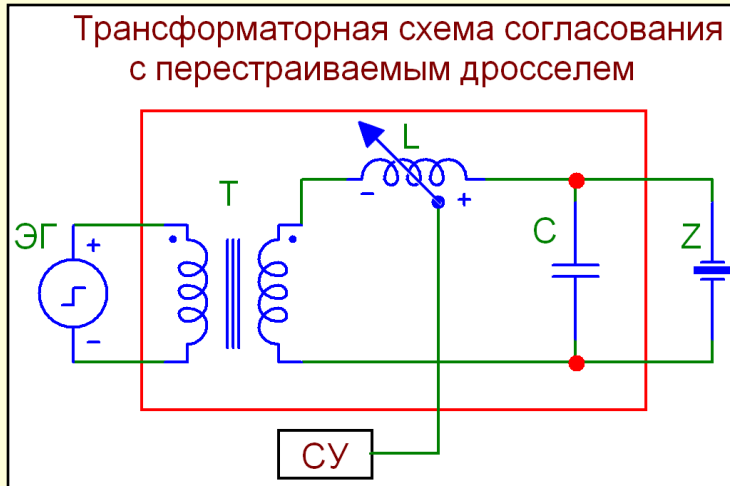 Трансформаторная схема согласования
с перестраиваемым дросселем
L
T
ЭГ
+
−
−
+
C
Z
СУ